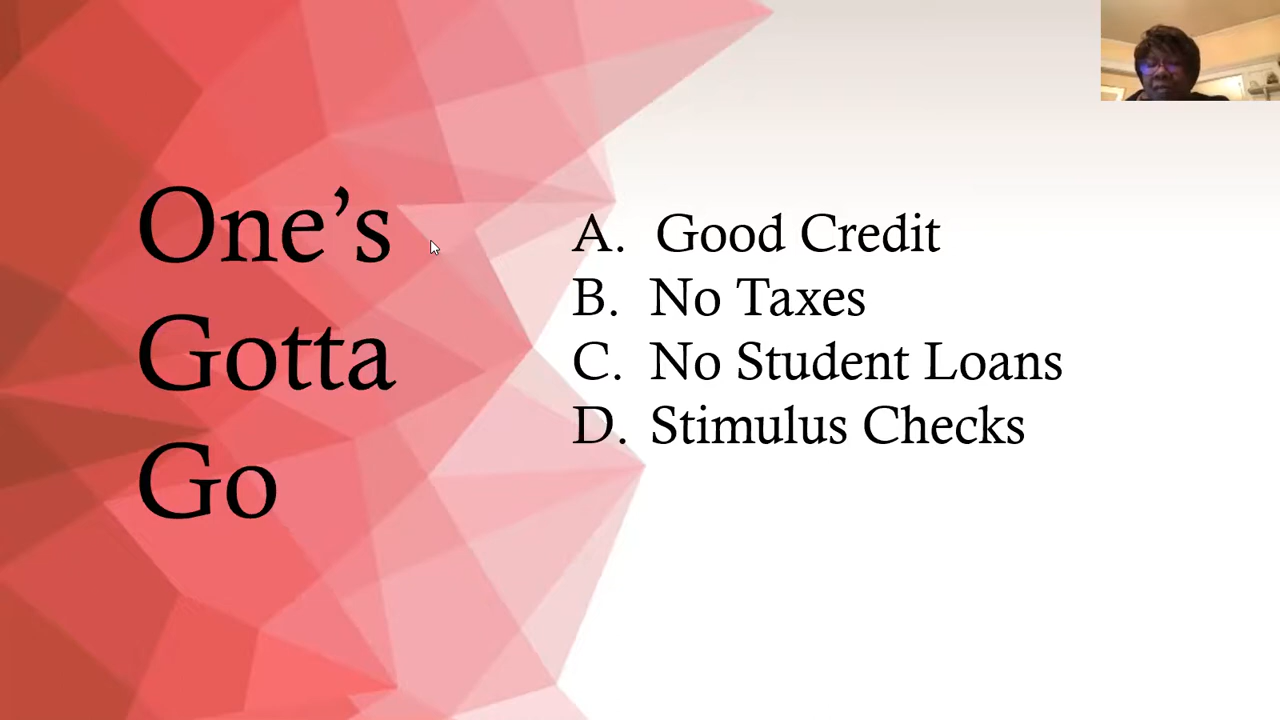 One’s
Gotta
Go
A. Good Credit
B. No Taxes
C. No Student Loans
D. Stimulus Checks